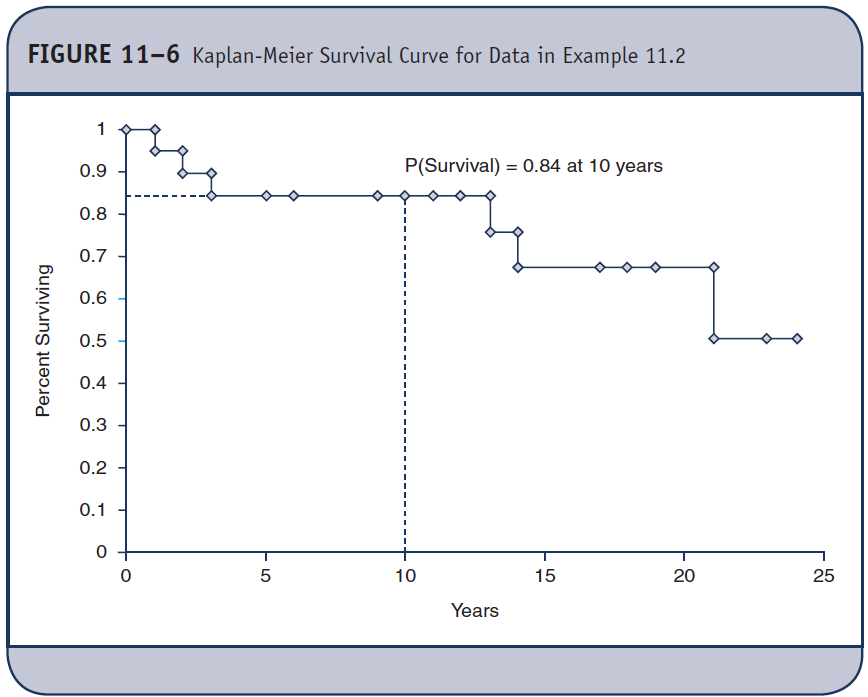 FIGURE 11–6 Kaplan-Meier Survival Curve for Data in Example 11.2
1
0.9
0.8
0.7
0.6
0.5
0.4
0.3
0.2
0.1
0
P(Survival) = 0.84 at 10 years
Percent Surviving
0 5 10 15 20 25
Years